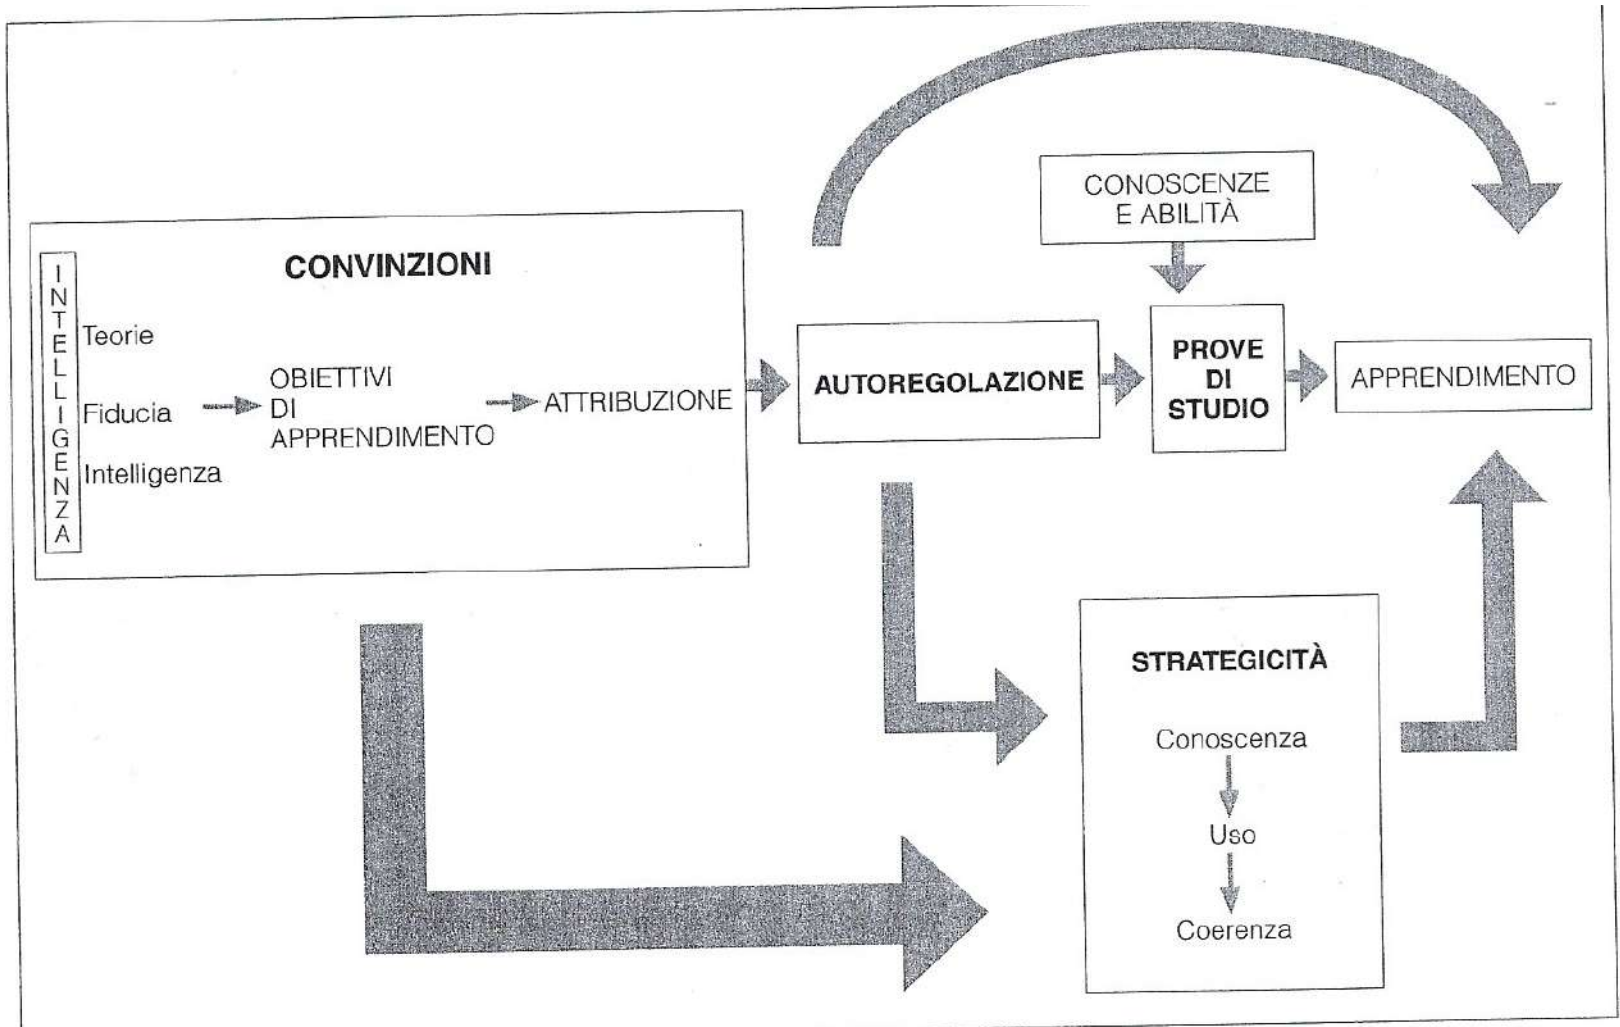 CONOSCENZE
E ABILITÀ
CONVINZIONI
INTELLIGENZA
Teorie
Fiducia
Intelligenza
OBIETTIVI
DI
APPRENDIMENTO
ATTRIBUZIONE
AUTOREGOLAZIONE
PROVE
DI
STUDIO
APPRENDIMENTO
STRATEGICITÀ
Conoscenza
Uso
Coerenza